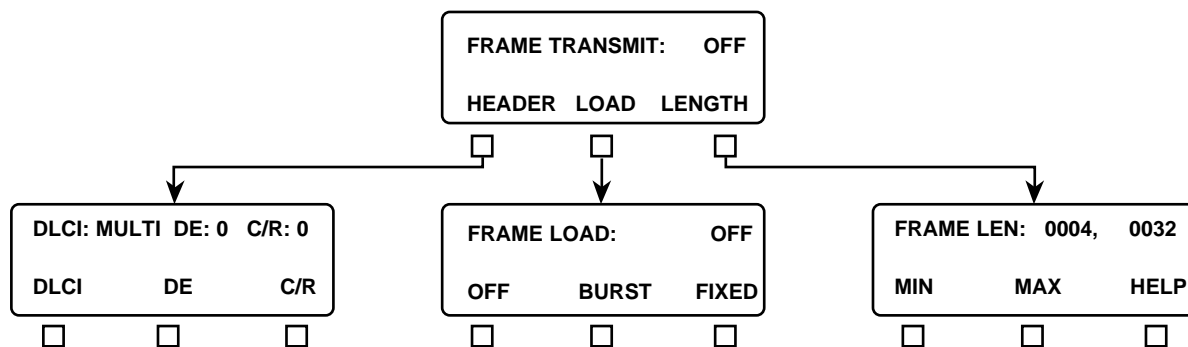 FRAME TRANSMIT: OFF
HEADER LOAD LENGTH
DLCI: MULTI DE: 0 C/R: 0
DLCI DE C/R
FRAME LOAD: OFF
OFF BURST FIXED
FRAME LEN: 0004, 0032
MIN MAX HELP